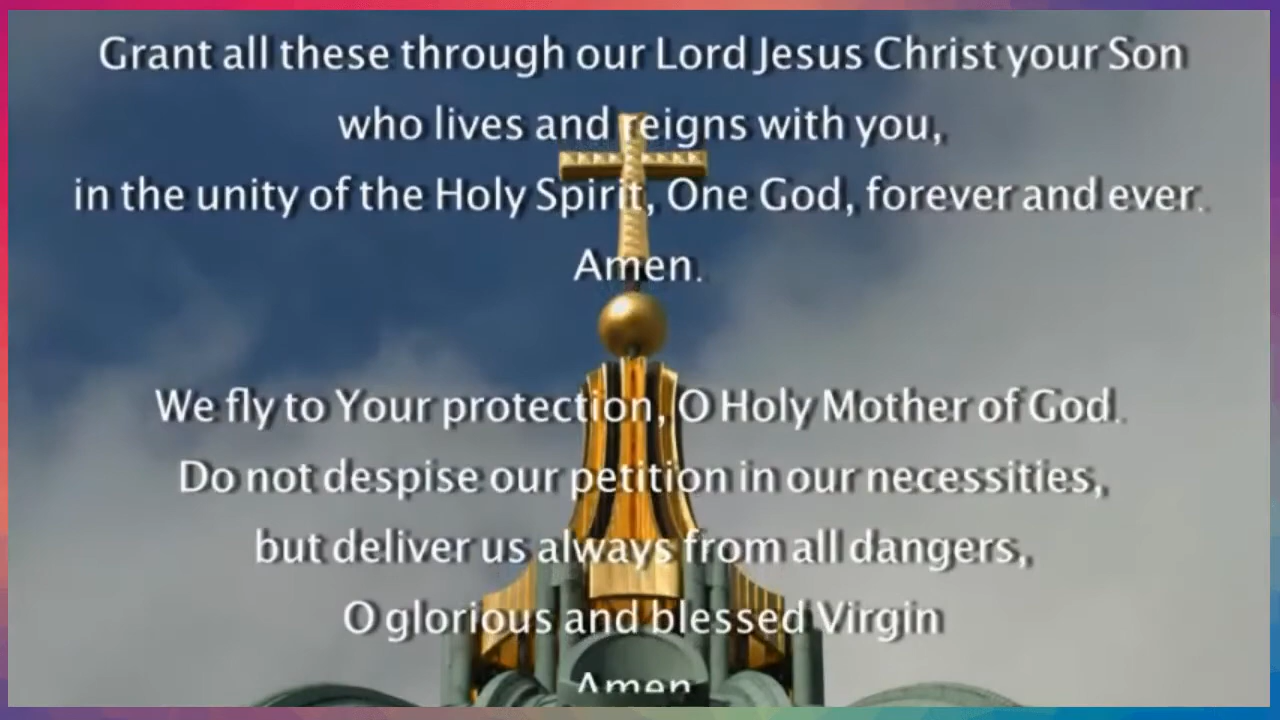 Grant all these through our Lord Jesus Christ your Son
who lives and reigns with you,
in the unity of the Holy Spirit, One God, forever and ever.
Amen.
We fly to Your protection, O Holy Mother of God.
Do not despise our petition in our necessities,
but deliver us always from all dangers,
O glorious and blessed Virgin
Amen